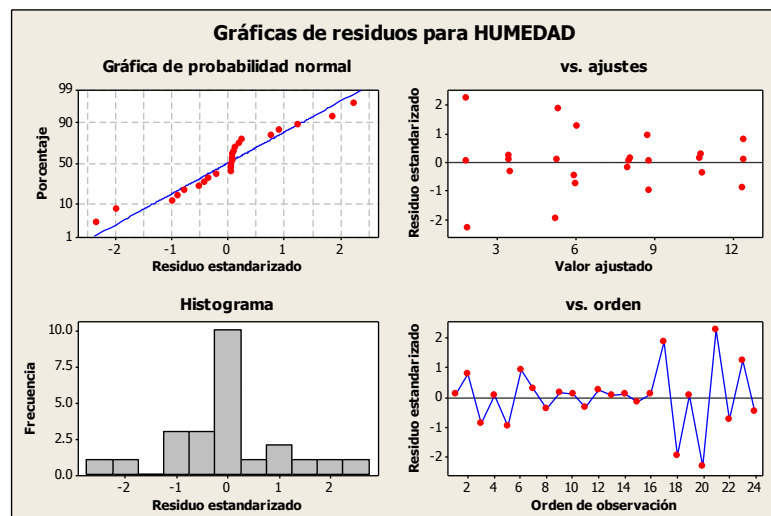 Gráficas de residuos para HUMEDAD
Gráfica de probabilidad normal
99
90
50
10
1
Porcentaje
-2
-1
0
1
2
Residuo estandarizado
vs. ajustes
2
1
0
-1
-2
Residuo estandarizado
3
6
9
12
Valor ajustado
Histograma
10.0
7.5
5.0
2.5
0.0
Frecuencia
-2
-1
0
1
2
Residuo estandarizado
vs. orden
2
1
0
-1
-2
Residuo estandarizado
2 4 6 8 10 12 14 16 18 20 22 24
Orden de observación